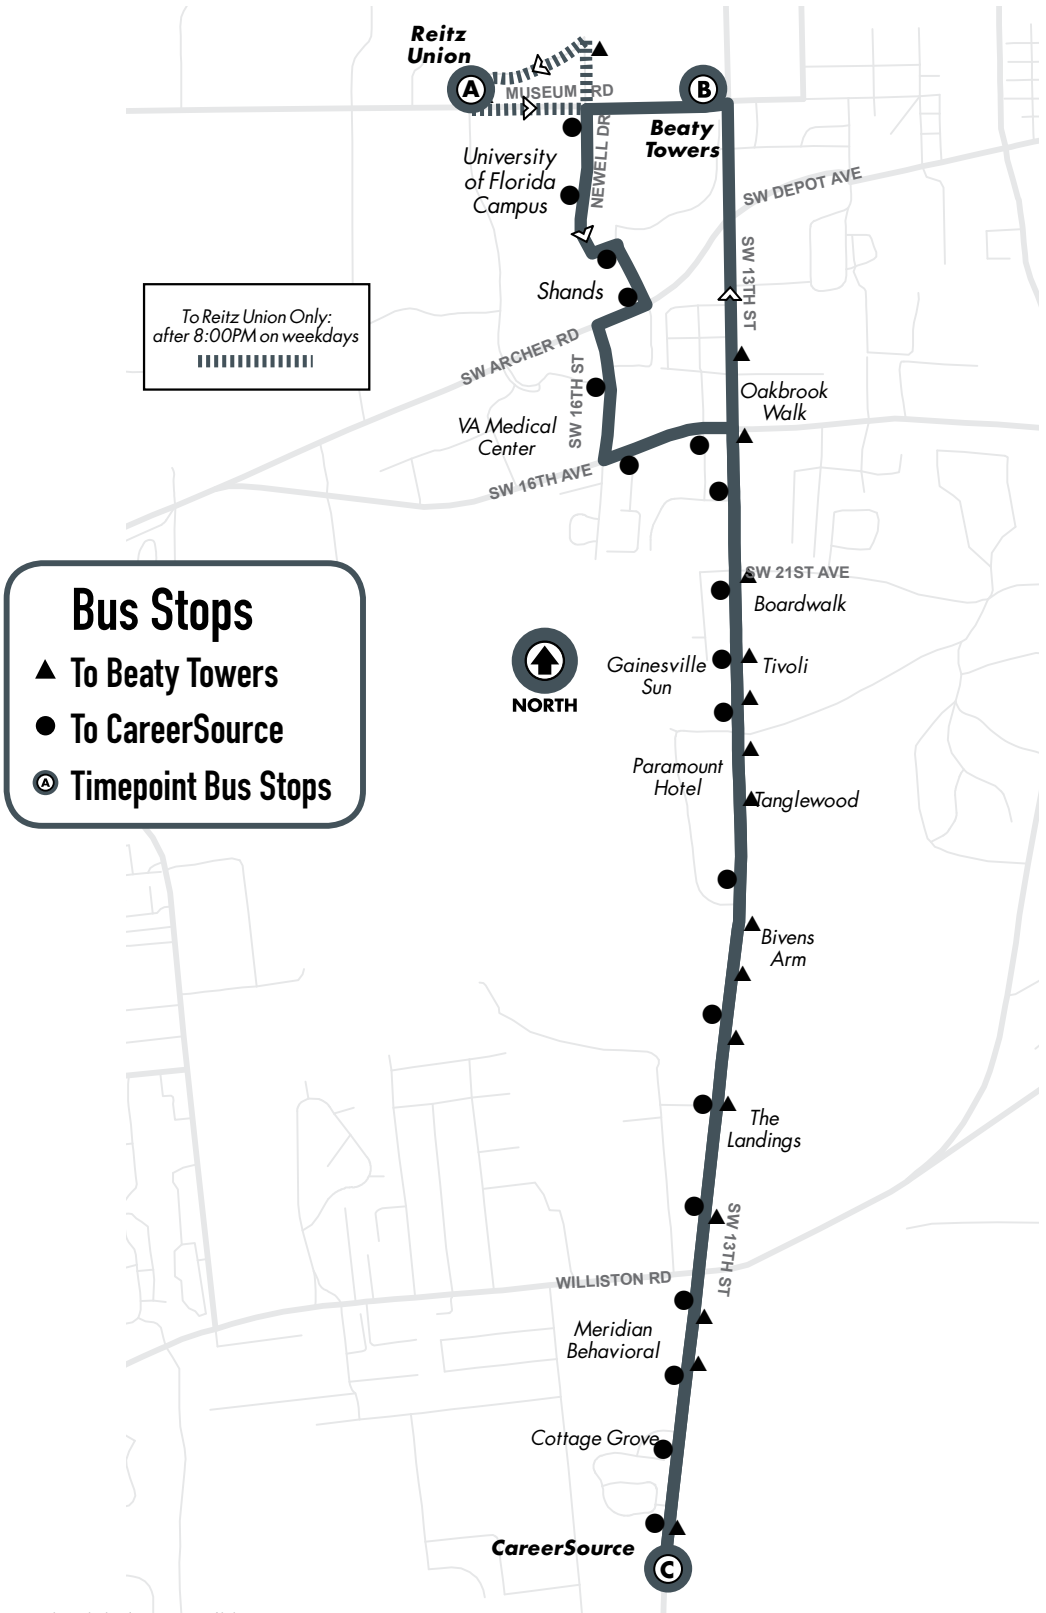 Reitz
Union
A
MUSEUM RD
B
Beaty
Towers
University
of Florida
Campus
NEWELL DR
SW DEPOT AVE
SW 13TH ST
Shands
To Reitz Union Only:
after 8:00PM on weekdays
SW ARCHER RD
SW 16TH ST
Oakbrook
Walk
VA Medical
Center
SW 16TH AVE
SW 21ST AVE
Boardwalk
Bus Stops
To Beaty Towers
To CareerSource
A
Timepoint Bus Stops
NORTH
Gainesville
Sun
Tivoli
Paramount
Hotel
Tanglewood
Bivens
Arm
The
Landings
SW 13TH ST
WILLISTON RD
Meridian
Behavioral
Cottage Grove
CareerSource
C